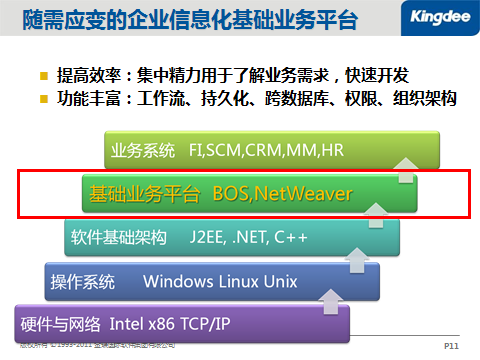 随需应变的企业信息化基础业务平台
Kingdee
提高效率：集中精力用于了解业务需求，快速开发
功能丰富：工作流、持久化、跨数据库、权限、组织架构
业务系统 FI,SCM,CRM,MM,HR
基础业务平台 BOS,NetWeaver
软件基础架构 J2EE, .NET, C++
操作系统 Windows Linux Unix
硬件与网络 Intel x86 TCP/IP
版权所有 ©1993-2011 金蝶国际软件集团有限公司
P11